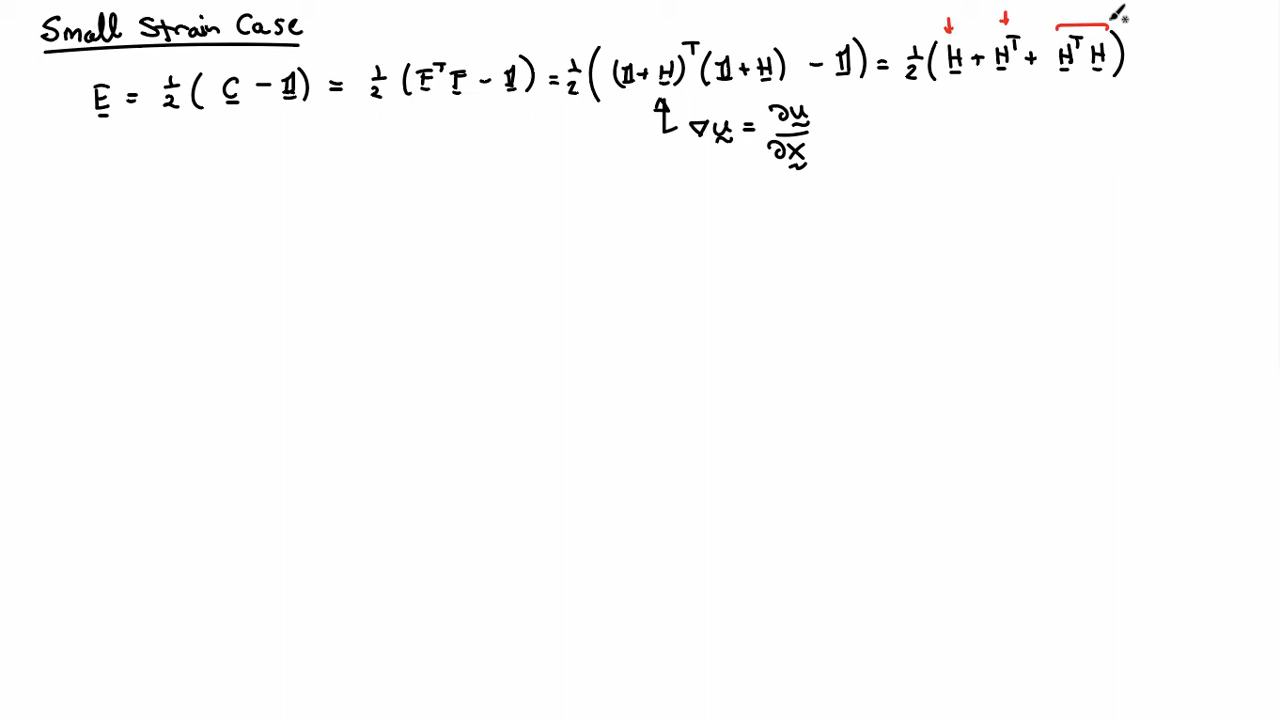 Small Strain Case
E = 1/2 ( C - 𝟙 ) = 1/2 ( FᵀF - 𝟙 ) = 1/2 ( (𝟙 + H)ᵀ (𝟙 + H) - 𝟙 ) = 1/2 ( H + Hᵀ + HᵀH )
∇u = ∂u/∂X